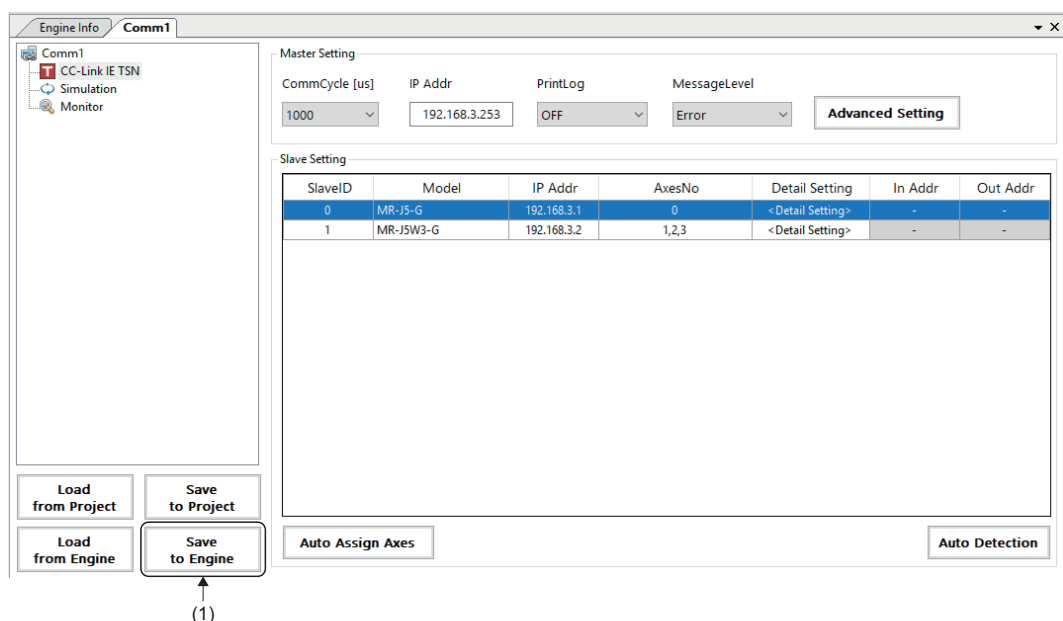 Engine Info
Comm1
Comm1
CC-Link IE TSN
Simulation
Monitor
Master Setting
CommCycle [us] IP Addr PrintLog MessageLevel
1000 192.168.3.253 OFF Error Advanced Setting
Slave Setting
SlaveID Model IP Addr AxesNo Detail Setting In Addr Out Addr
0 MR-J5-G 192.168.3.1 0 <Detail Setting> - -
1 MR-J5W3-G 192.168.3.2 1,2,3 <Detail Setting> - -
Load
from Project
Save
to Project
Load
from Engine
Save
to Engine
Auto Assign Axes
Auto Detection
(1)